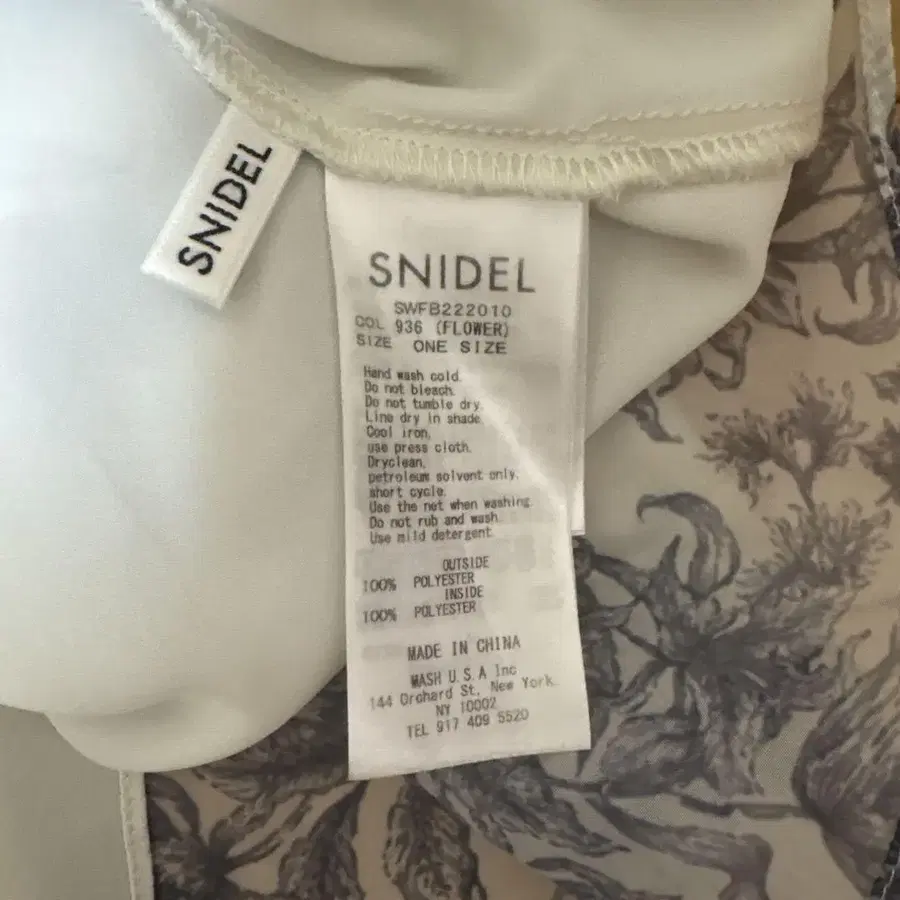 SNIDEL
SNIDEL
SWFB222010
COL 936 (FLOWER)
SIZE ONE SIZE
Hand wash cold.
Do not bleach.
Do not tumble dry.
Line dry in shade.
Cool iron,
use press cloth.
Dryclean,
petroleum solvent only.
short cycle.
Use the net when washing.
Do not rub and wash.
Use mild detergent.
OUTSIDE
100% POLYESTER
INSIDE
100% POLYESTER
MADE IN CHINA
MASH U.S.A Inc
144 Orchard St, New York,
NY 10002
TEL 917 409 5520